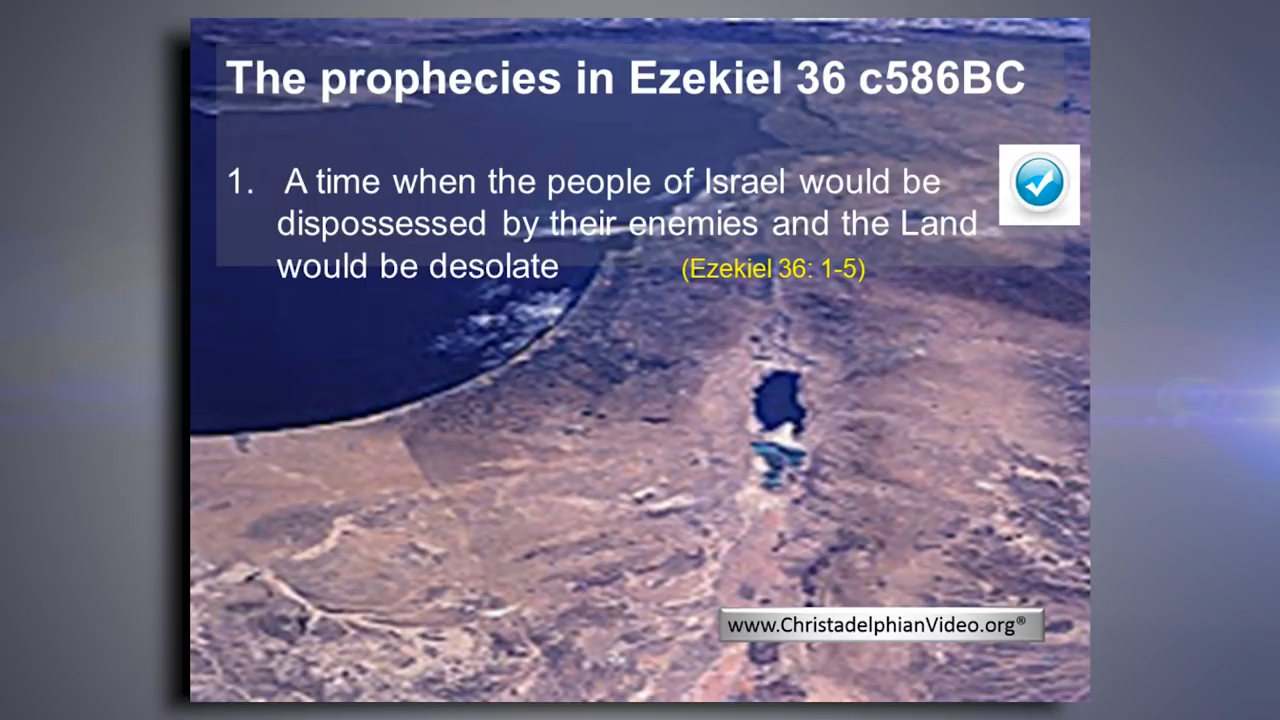 The prophecies in Ezekiel 36 c586BC
1. A time when the people of Israel would be
dispossessed by their enemies and the Land
would be desolate (Ezekiel 36: 1-5)
www.ChristadelphianVideo.org®